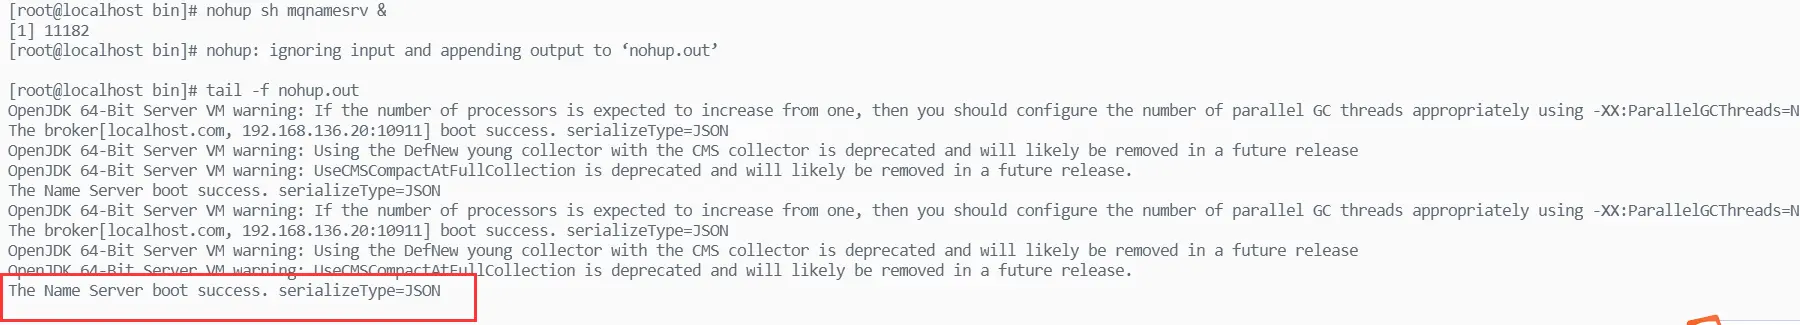 [root@localhost bin]# nohup sh mqnamesrv &
[1] 11182
[root@localhost bin]# nohup: ignoring input and appending output to ‘nohup.out’
[root@localhost bin]# tail -f nohup.out
OpenJDK 64-Bit Server VM warning: If the number of processors is expected to increase from one, then you should configure the number of parallel GC threads appropriately using -XX:ParallelGCThreads=N
The broker[localhost.com, 192.168.136.20:10911] boot success. serializeType=JSON
OpenJDK 64-Bit Server VM warning: Using the DefNew young collector with the CMS collector is deprecated and will likely be removed in a future release
OpenJDK 64-Bit Server VM warning: UseCMSCompactAtFullCollection is deprecated and will likely be removed in a future release.
The Name Server boot success. serializeType=JSON
OpenJDK 64-Bit Server VM warning: If the number of processors is expected to increase from one, then you should configure the number of parallel GC threads appropriately using -XX:ParallelGCThreads=N
The broker[localhost.com, 192.168.136.20:10911] boot success. serializeType=JSON
OpenJDK 64-Bit Server VM warning: Using the DefNew young collector with the CMS collector is deprecated and will likely be removed in a future release
OpenJDK 64-Bit Server VM warning: UseCMSCompactAtFullCollection is deprecated and will likely be removed in a future release.
The Name Server boot success. serializeType=JSON